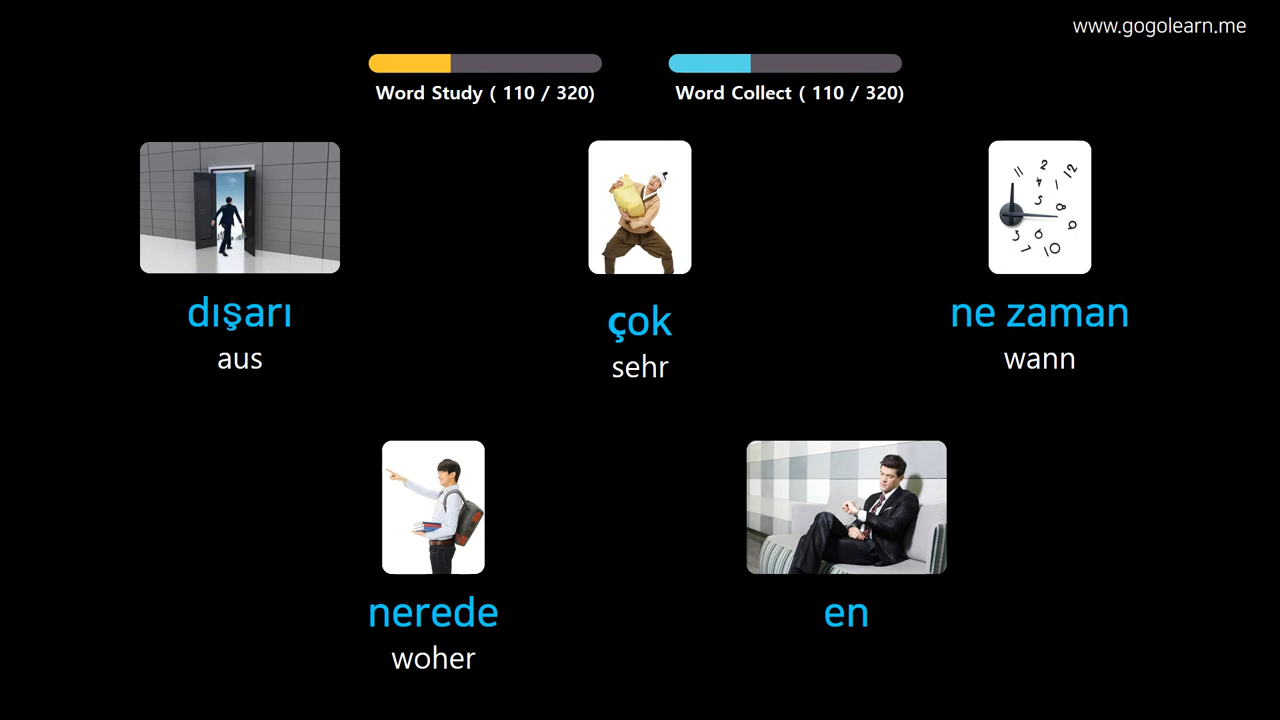 www.gogolearn.me
Word Study ( 110 / 320)
Word Collect ( 110 / 320)
dışarı
aus
çok
sehr
ne zaman
wann
nerede
woher
en